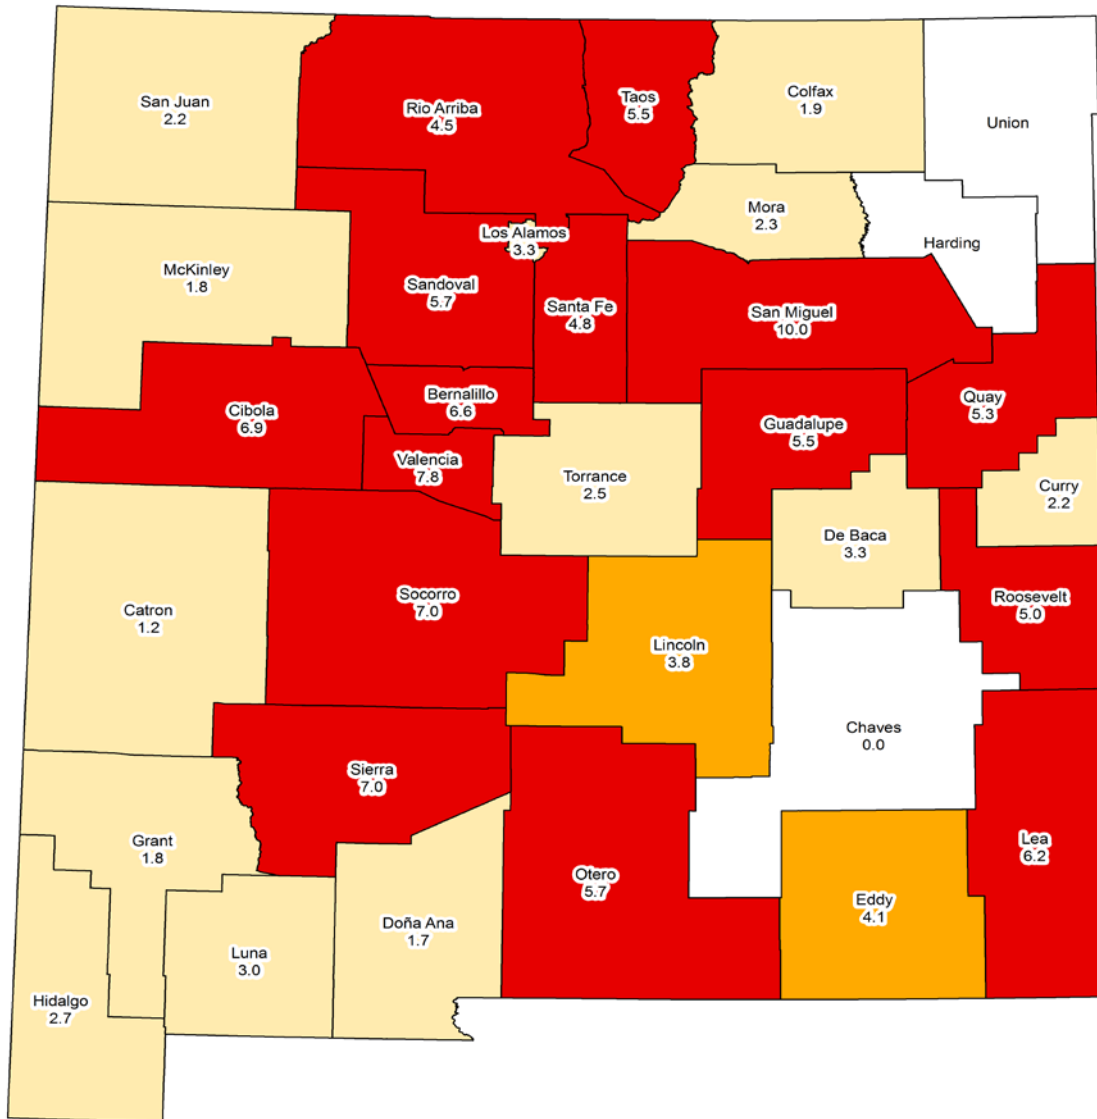 San Juan
2.2
Rio Arriba
4.5
Taos
5.5
Colfax
1.9
Union
Mora
2.3
Harding
Los Alamos
3.3
McKinley
1.8
Sandoval
5.7
Santa Fe
4.8
San Miguel
10.0
Bernalillo
6.6
Cibola
6.9
Quay
5.3
Guadalupe
5.5
Valencia
7.8
Torrance
2.5
Curry
2.2
De Baca
3.3
Catron
1.2
Socorro
7.0
Roosevelt
5.0
Lincoln
3.8
Chaves
0.0
Sierra
7.0
Grant
1.8
Lea
6.2
Otero
5.7
Eddy
4.1
Doña Ana
1.7
Luna
3.0
Hidalgo
2.7